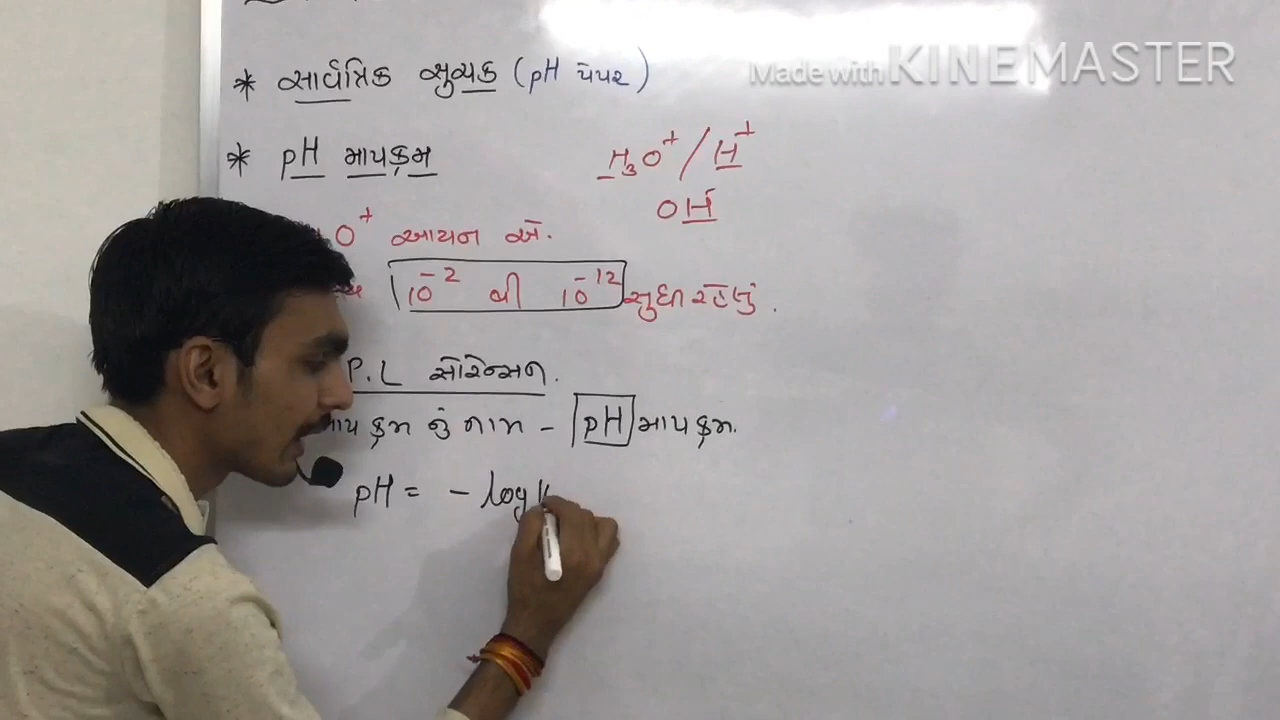 Made with KINEMASTER
* સાર્વત્રિક સુચક (pH પેપર)
* pH માપક્રમ
H₃O⁺ / H⁺
OH
O⁺ આયન એ.
10⁻² થી 10⁻¹² સુધી રહેલું.
P. L સોરેન્સન.
માપક્રમ નું નામ - pH માપક્રમ.
pH = - log